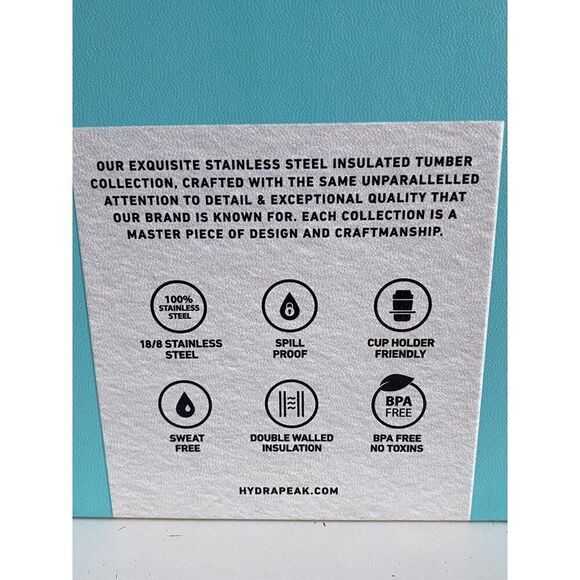 OUR EXQUISITE STAINLESS STEEL INSULATED TUMBER
COLLECTION, CRAFTED WITH THE SAME UNPARALLELLED
ATTENTION TO DETAIL & EXCEPTIONAL QUALITY THAT
OUR BRAND IS KNOWN FOR. EACH COLLECTION IS A
MASTER PIECE OF DESIGN AND CRAFTMANSHIP.
100%
STAINLESS
STEEL
18/8 STAINLESS
STEEL
SPILL
PROOF
CUP HOLDER
FRIENDLY
SWEAT
FREE
DOUBLE WALLED
INSULATION
BPA
FREE
BPA FREE
NO TOXINS
HYDRAPEAK.COM